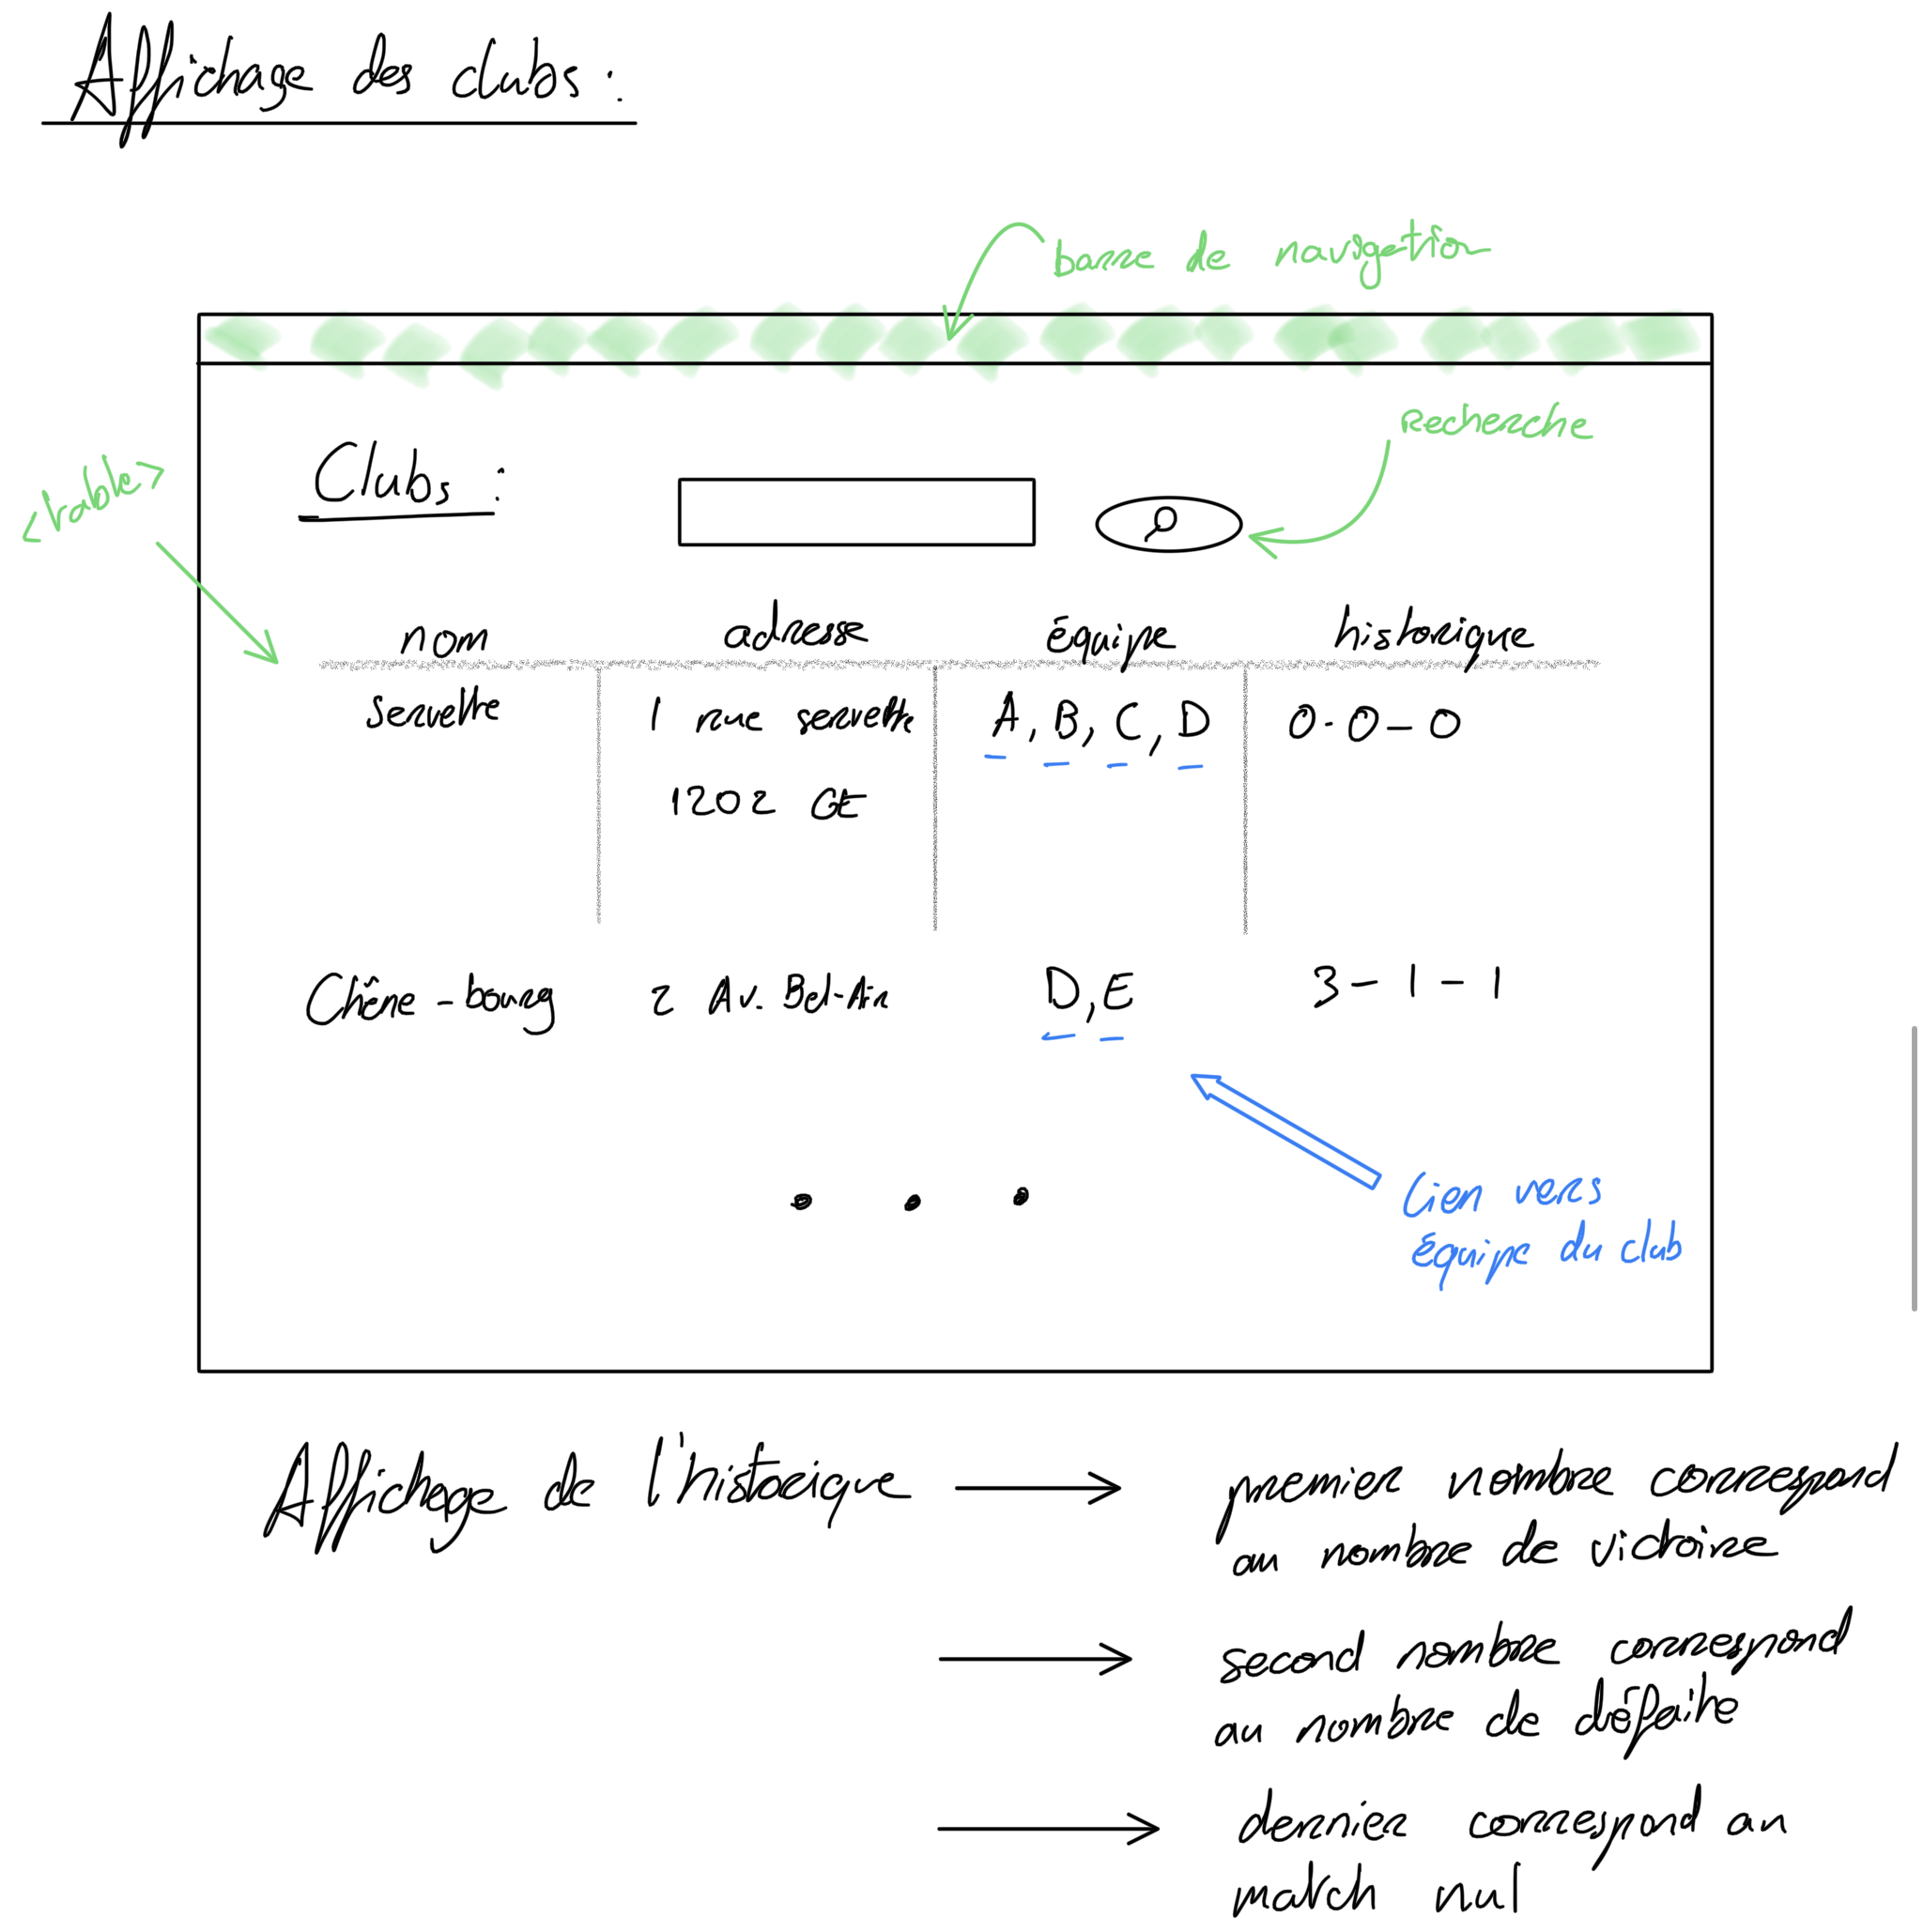 Affichage des clubs :
barre de navigation
Recherche
<table>
Clubs :
nom adresse équipe historique
Servette 1 rue servette A, B, C, D 0-0-0
1202 GE
Chêne-bourg 2 Av. Bel-Air D, E 3-1-1
Lien vers
équipe du club
Affichage de l'historique → premier nombre correspond
au nombre de victoire
→ second nombre correspond
au nombre de défaite
→ dernier correspond au
match nul